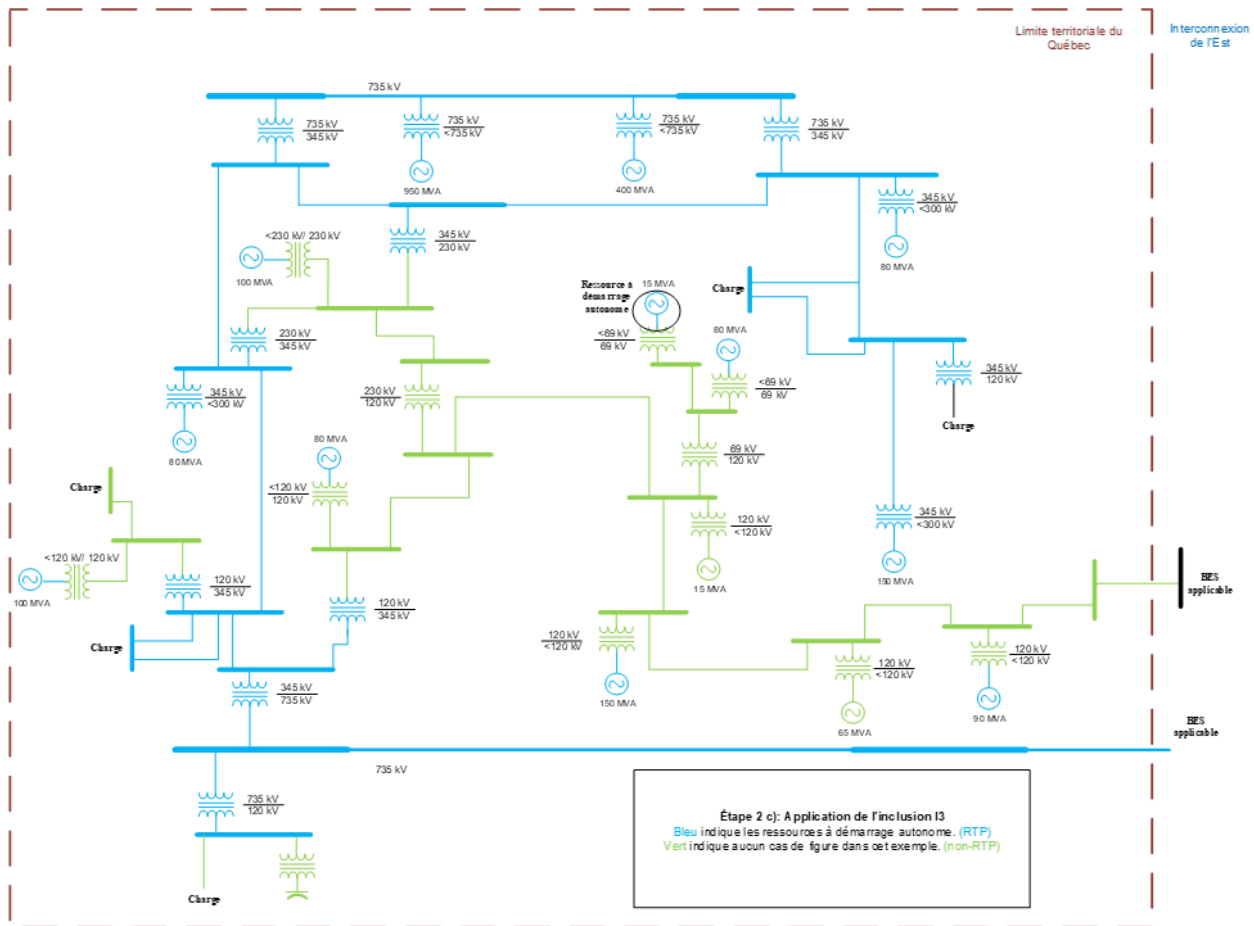 Limite territoriale du
Québec
Interconnexion
de l'Est
735 kV
735 kV
345 kV
735 kV
<735 kV
735 kV
<735 kV
735 kV
345 kV
950 MVA
400 MVA
345 kV
<300 kV
80 MVA
345 kV
230 kV
<230 kV/ 230 kV
100 MVA
Ressource à
démarrage
autonome
15 MVA
Charge
<69 kV
69 kV
80 MVA
<69 kV
69 kV
230 kV
345 kV
345 kV
<300 kV
80 MVA
230 kV
120 kV
345 kV
120 kV
Charge
80 MVA
<120 kV
120 kV
69 kV
120 kV
Charge
120 kV
<120 kV
15 MVA
345 kV
<300 kV
150 MVA
<120 kV/ 120 kV
100 MVA
120 kV
345 kV
120 kV
345 kV
BES
applicable
Charge
120 kV
<120 kV
150 MVA
120 kV
<120 kV
65 MVA
120 kV
<120 kV
90 MVA
345 kV
735 kV
BES
applicable
735 kV
735 kV
120 kV
Charge
Étape 2 c): Application de l'inclusion I3
Bleu indique les ressources à démarrage autonome. (RTP)
Vert indique aucun cas de figure dans cet exemple. (non-RTP)